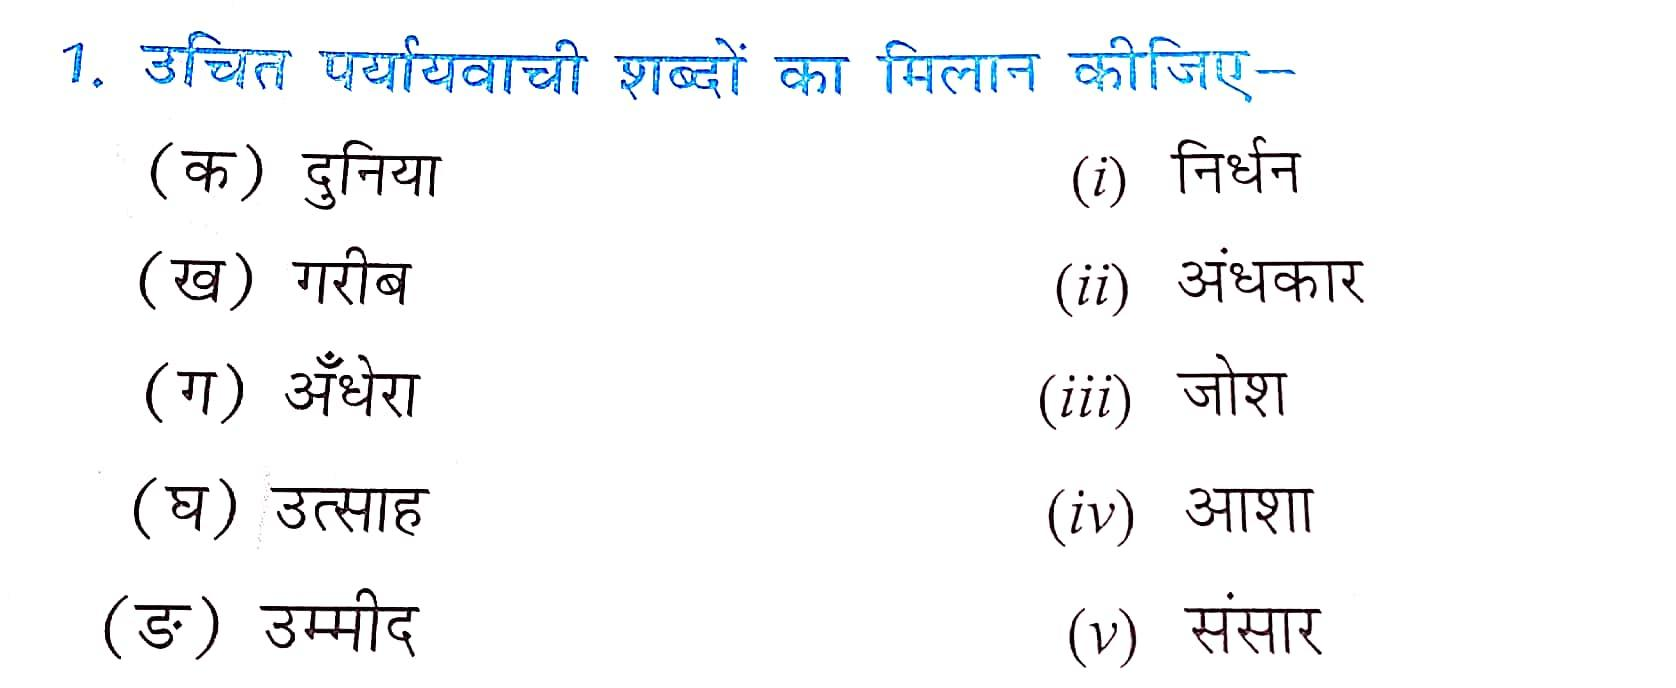 1. उचित पर्यायवाची शब्दों का मिलान कीजिए–
(क) दुनिया (i) निर्धन
(ख) गरीब (ii) अंधकार
(ग) अँधेरा (iii) जोश
(घ) उत्साह (iv) आशा
(ङ) उम्मीद (v) संसार